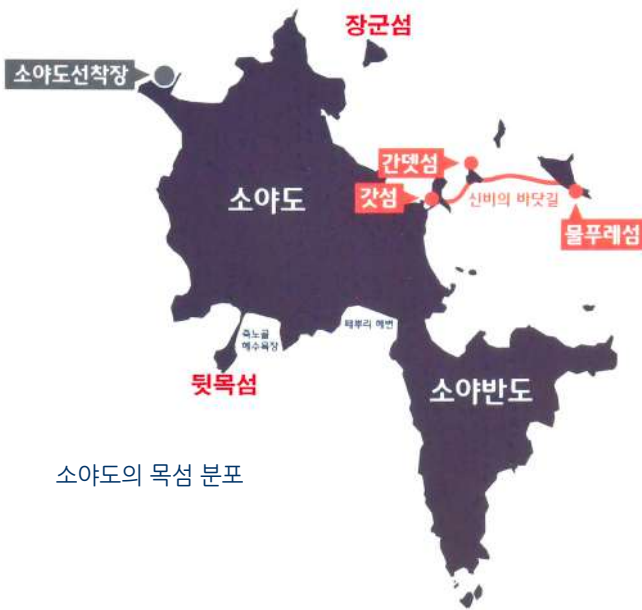 장군섬
소야도선착장
간뎃섬
소야도
갓섬
신비의 바닷길
물푸레섬
죽노골
해수욕장
떼뿌리 해변
뒷목섬
소야반도
소야도의 목섬 분포